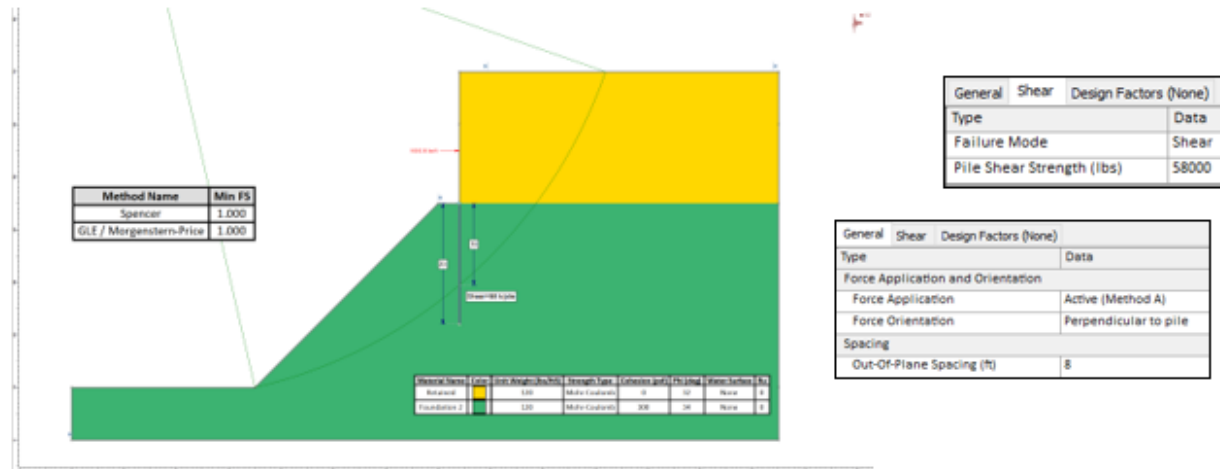 General Shear Design Factors (None)
Type Data
Failure Mode Shear
Pile Shear Strength (lbs) 58000
Method Name Min FS
Spencer 1.000
GLE / Morgenstern-Price 1.000
General Shear Design Factors (None)
Type Data
Force Application and Orientation
Force Application Active (Method A)
Force Orientation Perpendicular to pile
Spacing
Out-Of-Plane Spacing (ft) 8
Material Name Color Unit Weight (lbs/ft3) Strength Type Cohesion (psf) Phi (deg) Water Surface Ru
Retained 120 Mohr-Coulomb 0 32 None 0
Foundation 2 120 Mohr-Coulomb 34 None 0